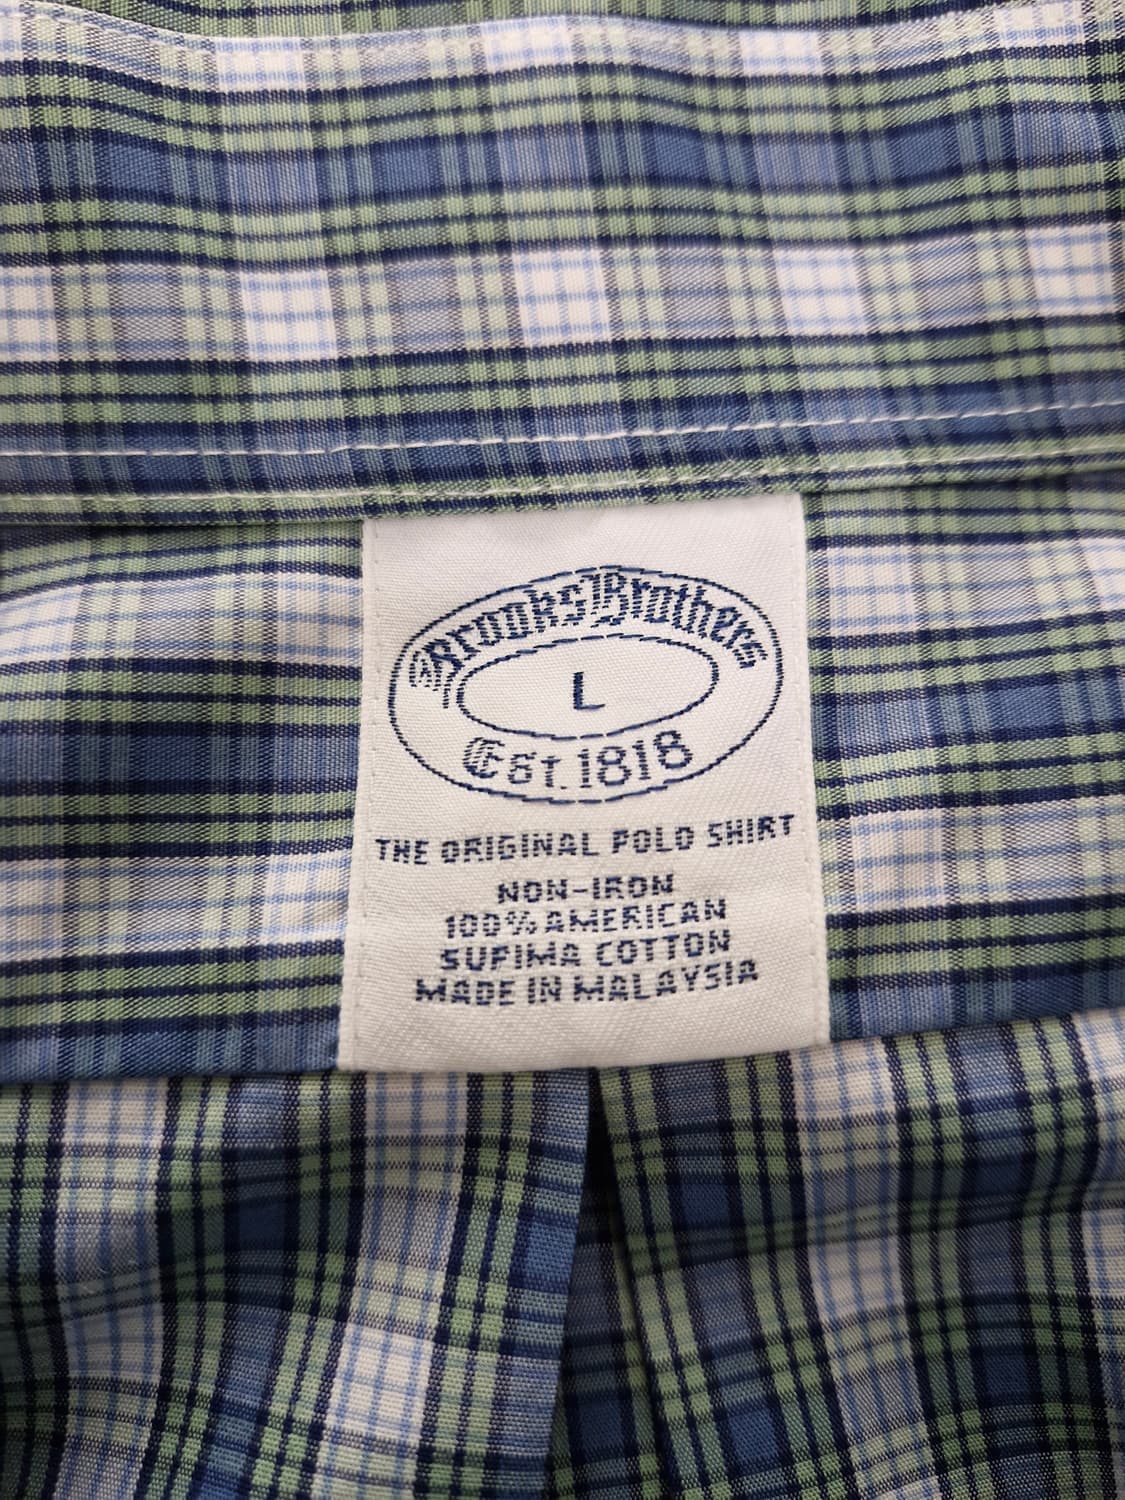 Brooks Brothers
L
Est. 1818
THE ORIGINAL POLO SHIRT
NON-IRON
100% AMERICAN
SUPIMA COTTON
MADE IN MALAYSIA